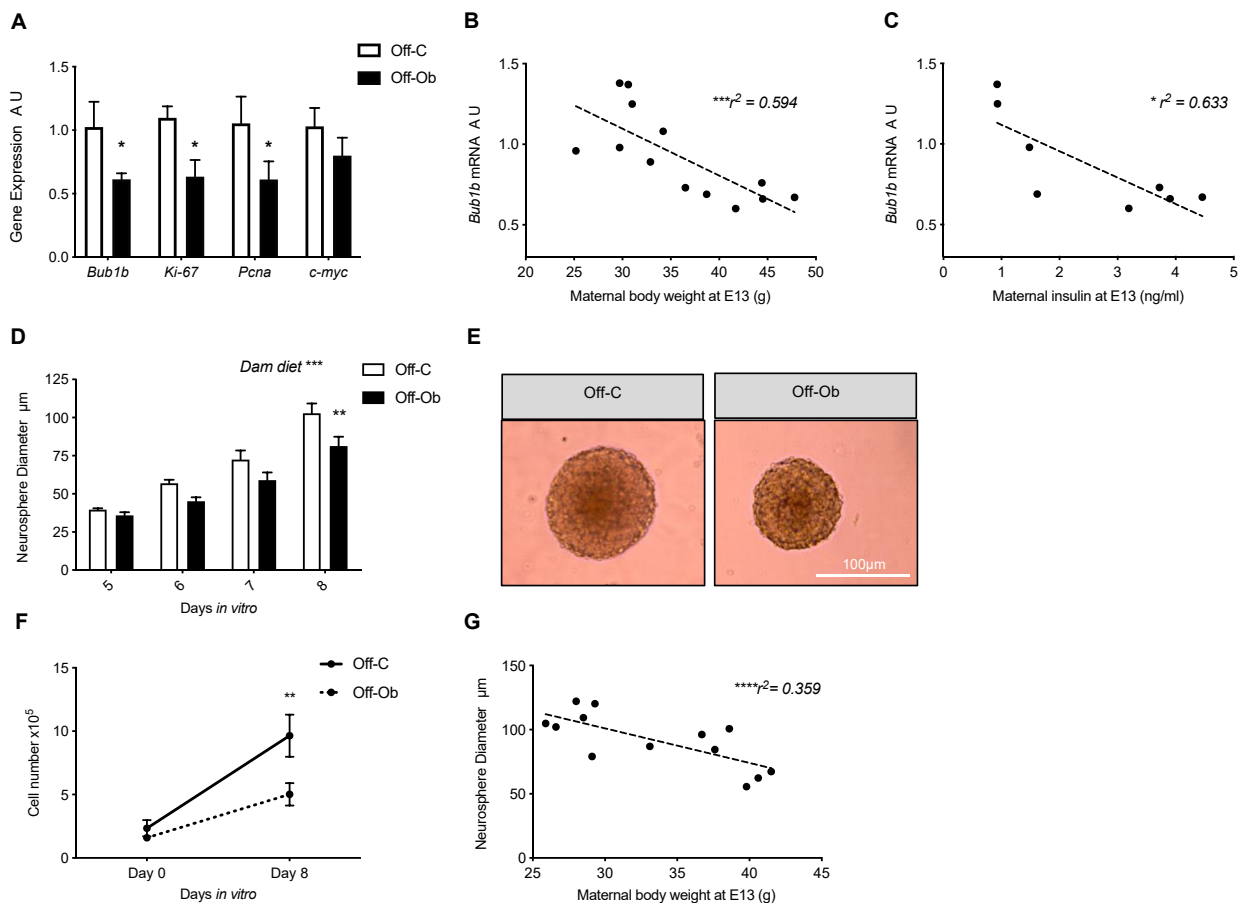 A
Off-C
Off-Ob
Gene Expression A U
1.5
1.0
0.5
0.0
*
*
*
Bub1b Ki-67 Pcna c-myc
B
Bub1b mRNA A U
1.5
1.0
0.5
***r² = 0.594
20 25 30 35 40 45 50
Maternal body weight at E13 (g)
C
Bub1b mRNA A U
1.5
1.0
0.5
* r² = 0.633
0 1 2 3 4 5
Maternal insulin at E13 (ng/ml)
D
Dam diet ***
Off-C
Off-Ob
Neurosphere Diameter µm
125
100
75
50
25
0
**
5 6 7 8
Days in vitro
E
Off-C Off-Ob
100µm
F
Off-C
Off-Ob
Cell number x10⁵
15
10
5
0
**
Day 0 Day 8
Days in vitro
G
Neurosphere Diameter µm
150
100
50
0
****r²= 0.359
25 30 35 40 45
Maternal body weight at E13 (g)